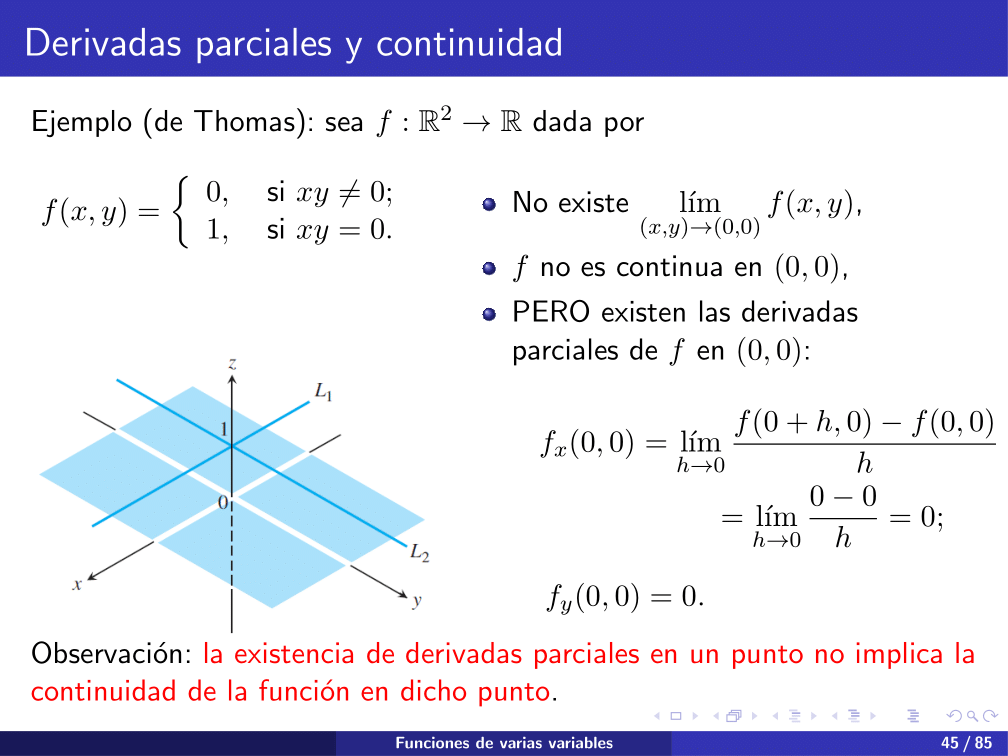 Derivadas parciales y continuidad
Ejemplo (de Thomas): sea f : ℝ² → ℝ dada por
f(x, y) = { 0, si xy ≠ 0;
1, si xy = 0.
No existe lím_{(x,y)→(0,0)} f(x, y),
f no es continua en (0, 0),
PERO existen las derivadas
parciales de f en (0, 0):
f_x(0, 0) = lím_{h→0} \frac{f(0 + h, 0) − f(0, 0)}{h}
= lím_{h→0} \frac{0 − 0}{h} = 0;
f_y(0, 0) = 0.
z
L₁
1
0
L₂
x
y
Observación: la existencia de derivadas parciales en un punto no implica la
continuidad de la función en dicho punto.
Funciones de varias variables
45 / 85